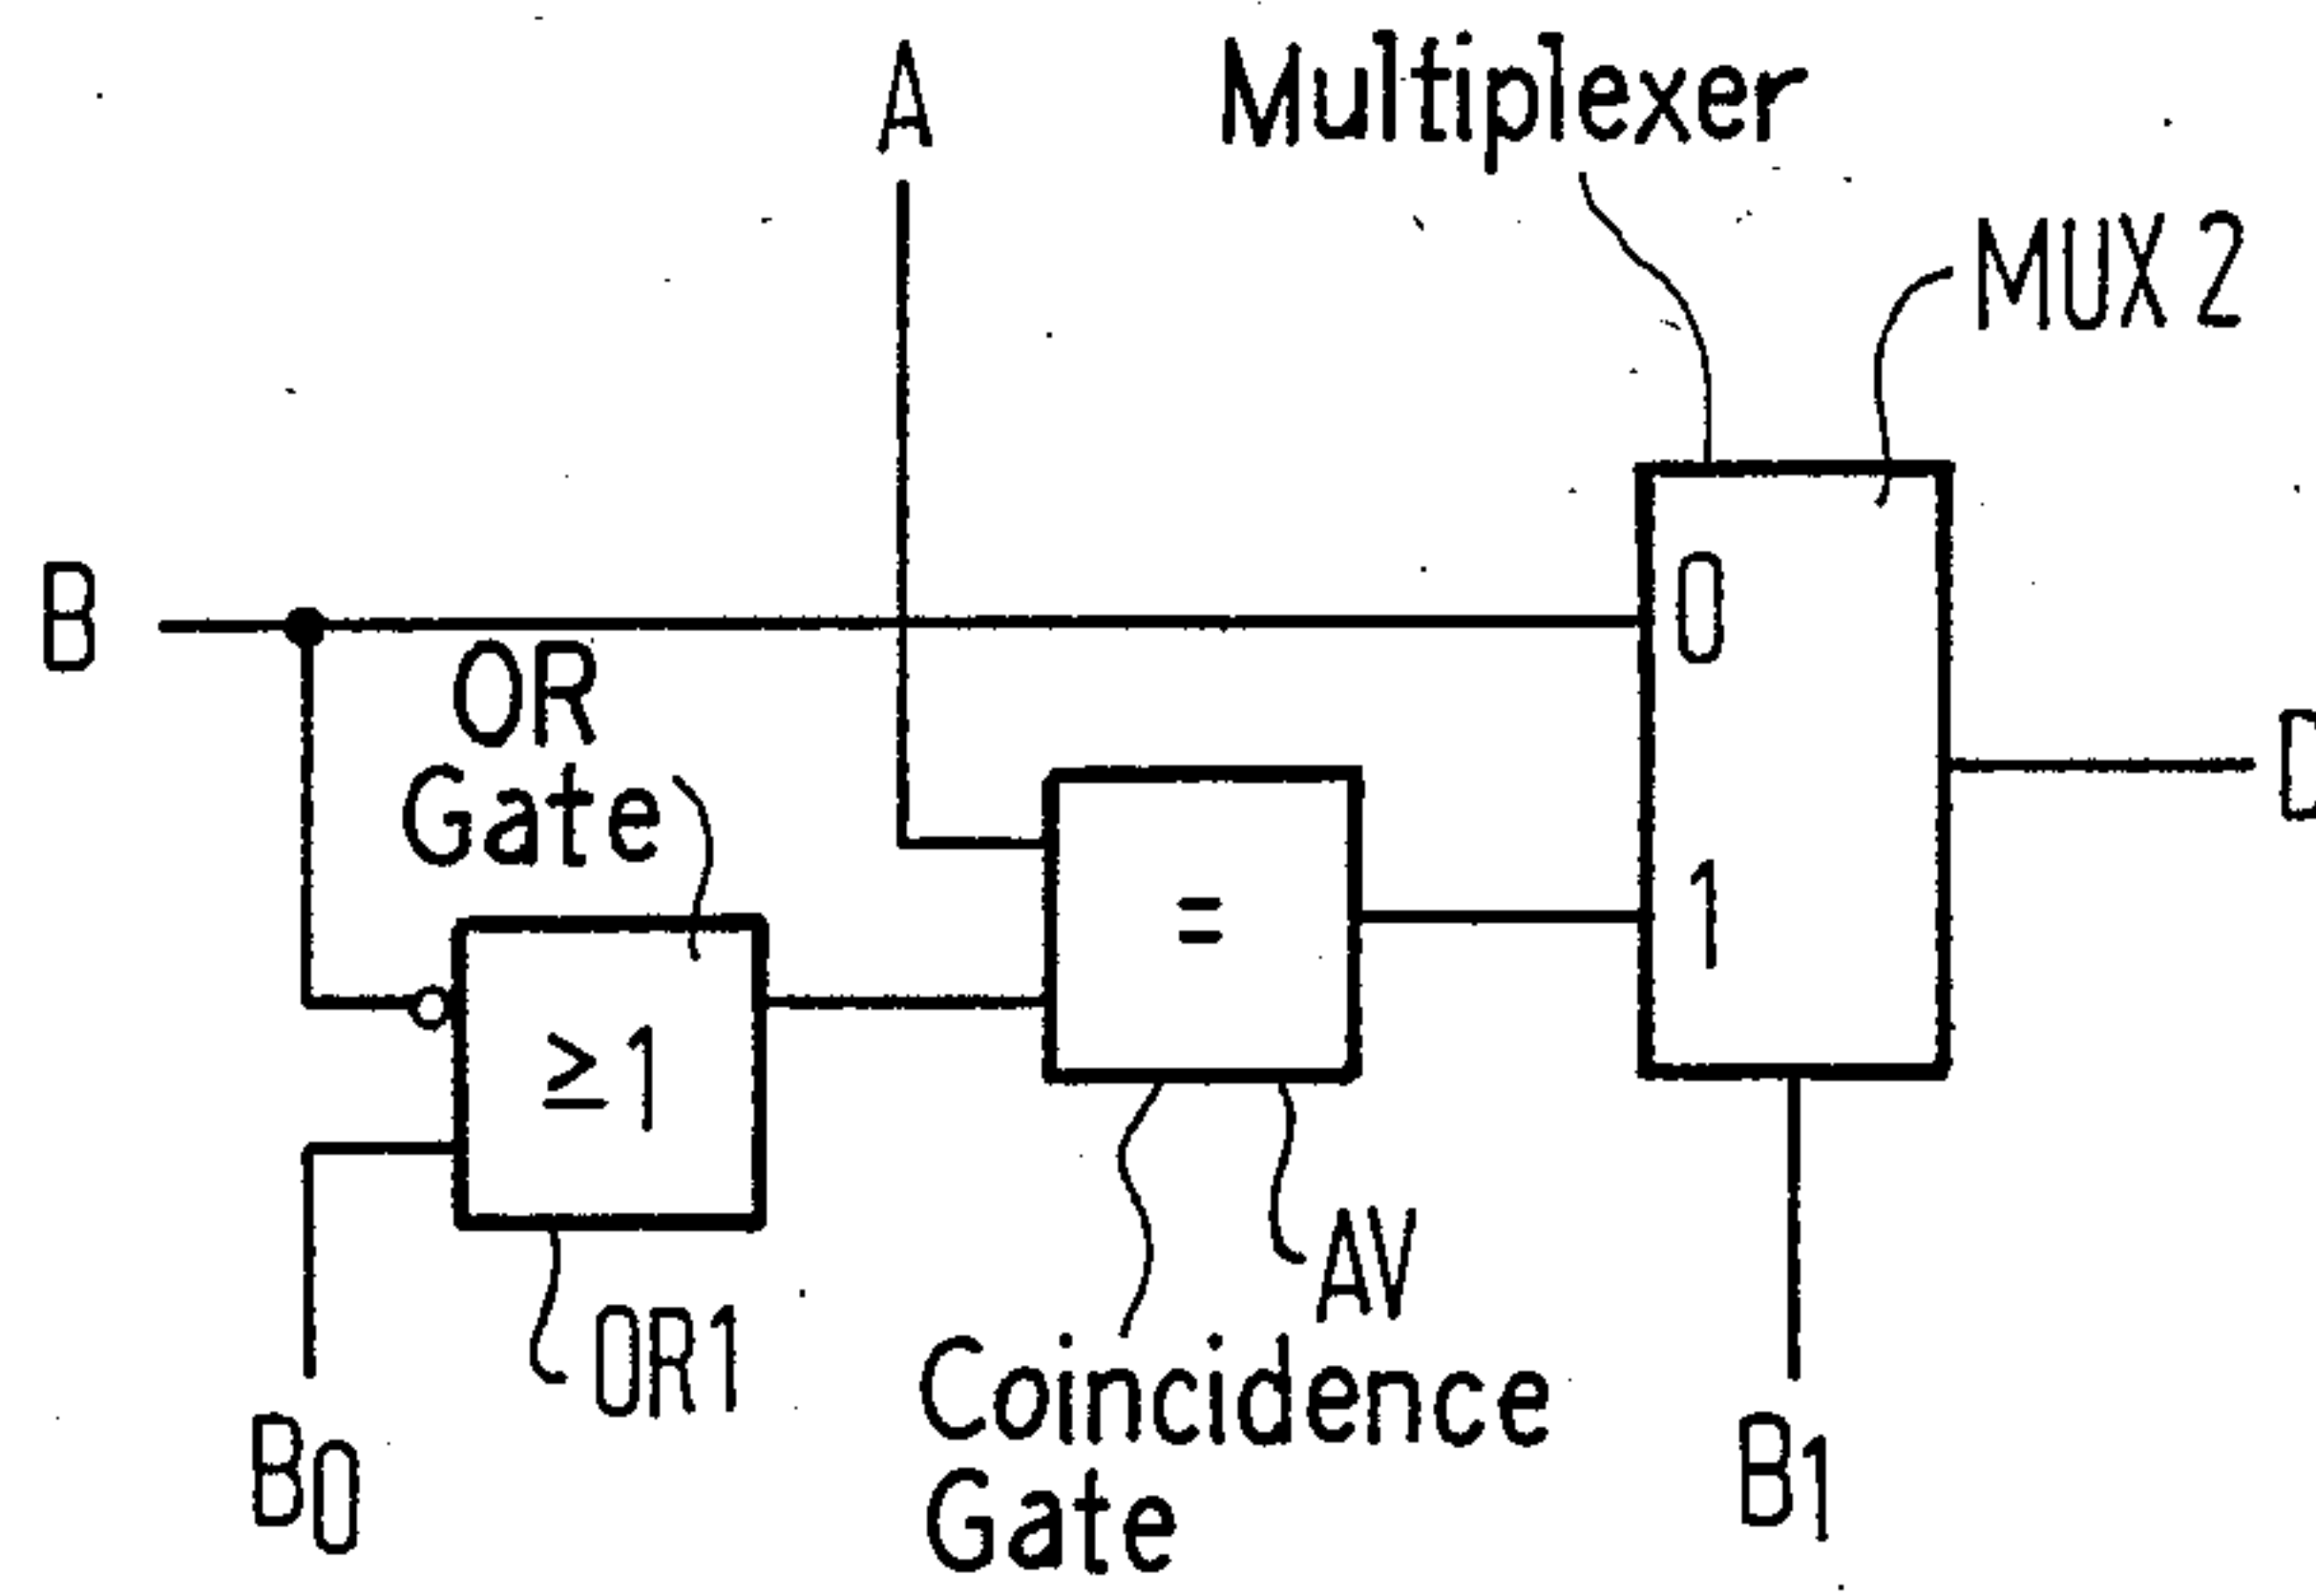 A
Multiplexer
MUX 2
B
0
OR
Gate
1
=
≥1
AV
OR1
Coincidence
Gate
B0
B1